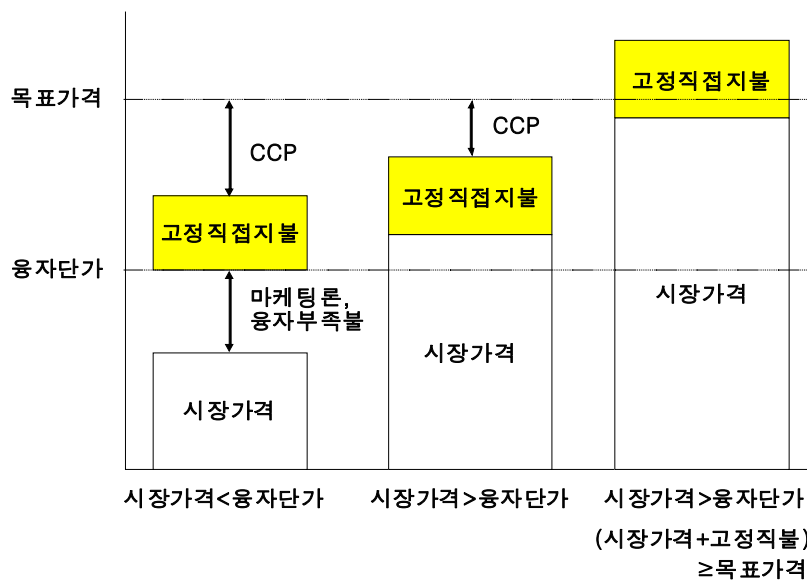 고정직접지불
목표가격
CCP
CCP
고정직접지불
고정직접지불
융자단가
마케팅론,
융자부족불
시장가격
시장가격
시장가격
시장가격<융자단가
시장가격>융자단가
시장가격>융자단가
(시장가격+고정직불)
≥목표가격